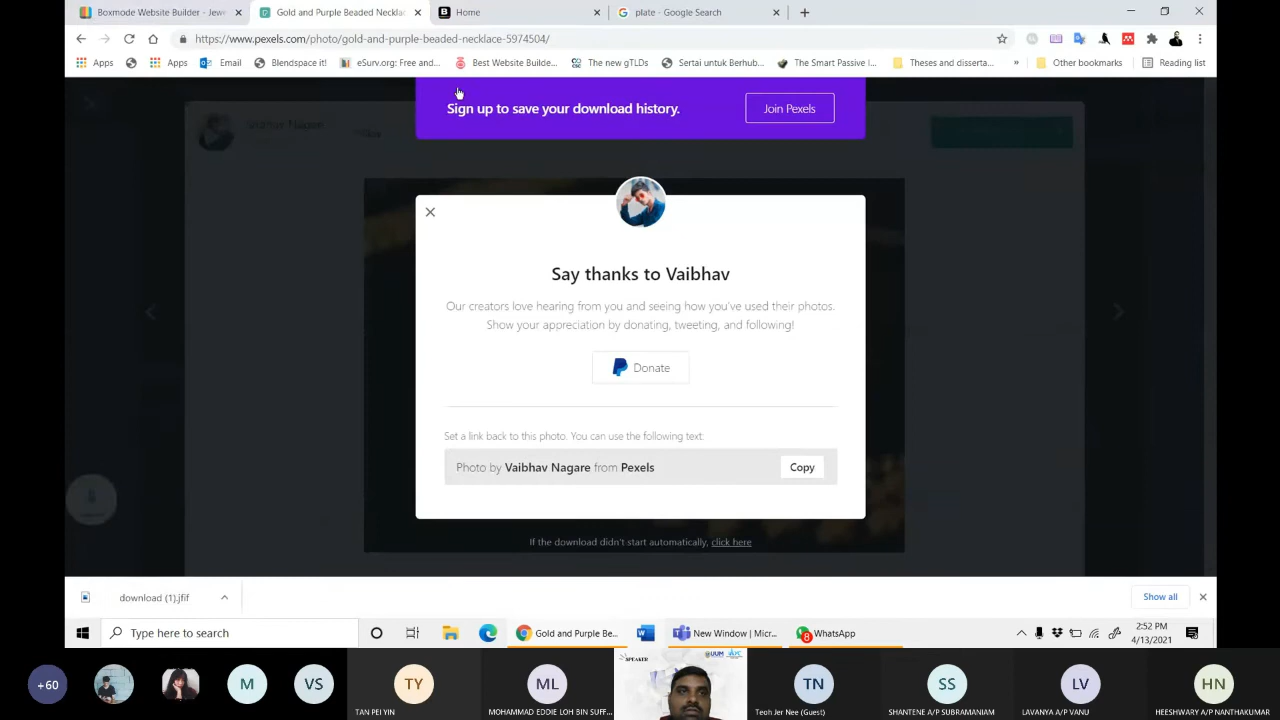 Boxmode Website Builder - Jewe
Gold and Purple Beaded Necklac
Home
plate - Google Search
https://www.pexels.com/photo/gold-and-purple-beaded-necklace-5974504/
Apps
Apps
Email
Blendspace it!
eSurv.org: Free and...
Best Website Builde...
The new gTLDs
Sertai untuk Berhub...
The Smart Passive I...
Theses and disserta...
»
Other bookmarks
Reading list
Sign up to save your download history.
Join Pexels
Say thanks to Vaibhav
Our creators love hearing from you and seeing how you've used their photos.
Show your appreciation by donating, tweeting, and following!
Donate
Set a link back to this photo. You can use the following text:
Photo by Vaibhav Nagare from Pexels
Copy
If the download didn't start automatically, click here
download (1).jfif
Show all
Type here to search
Gold and Purple Be...
New Window | Micr...
8
WhatsApp
2:52 PM
4/13/2021
+60
M
VS
TY
TAN PEI YIN
ML
MOHAMMAD EDDIE LOH BIN SUFF...
SPEAKER
UUM
TN
Teoh Jer Nee (Guest)
SS
SHANTENE A/P SUBRAMANIAM
LV
LAVANYA A/P VANU
HN
HEESHWARY A/P NANTHAKUMAR